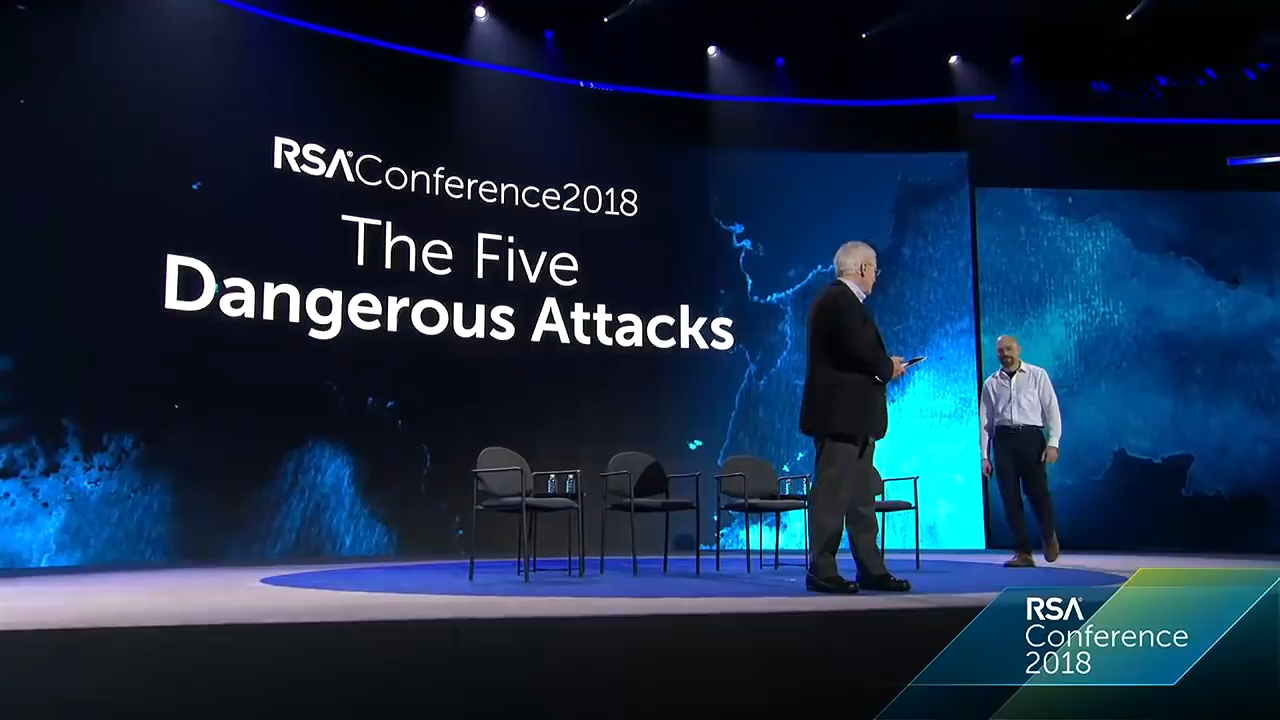 RSA®Conference2018
The Five
Dangerous Attacks
RSA®
Conference
2018